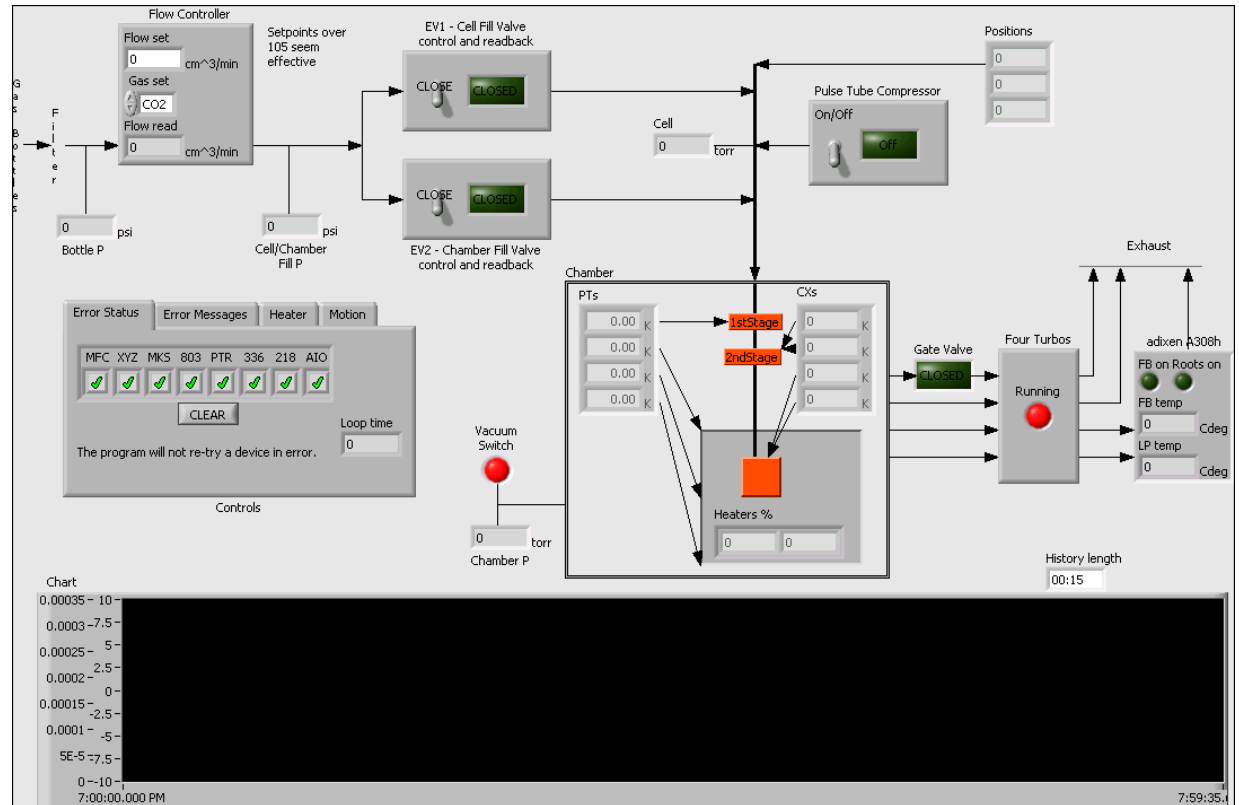 Flow Controller
Flow set
0
cm^3/min
Gas set
CO2
Flow read
0
cm^3/min
Setpoints over
105 seem
effective
Gas Bottles
Filter
0
psi
Bottle P
0
psi
Cell/Chamber
Fill P
EV1 - Cell Fill Valve
control and readback
CLOSE
CLOSED
CLOSE
CLOSED
EV2 - Chamber Fill Valve
control and readback
Cell
0
torr
Pulse Tube Compressor
On/Off
Off
Positions
0
0
0
Error Status
Error Messages
Heater
Motion
MFC XYZ MKS 803 PTR 336 218 AIO
CLEAR
Loop time
0
The program will not re-try a device in error.
Controls
Vacuum
Switch
0
torr
Chamber P
Chamber
PTs
0.00 K
0.00 K
0.00 K
0.00 K
1stStage
2ndStage
CXs
0 K
0 K
0 K
0 K
Heaters %
0
0
Gate Valve
CLOSED
Four Turbos
Running
Exhaust
adixen A308h
FB on Roots on
FB temp
0
Cdeg
LP temp
0
Cdeg
History length
00:15
Chart
0.00035
0.0003
0.00025
0.0002
0.00015
0.0001
5E-5
0
10
7.5
5
2.5
0
-2.5
-5
-7.5
-10
7:00:00.000 PM
7:59:35.